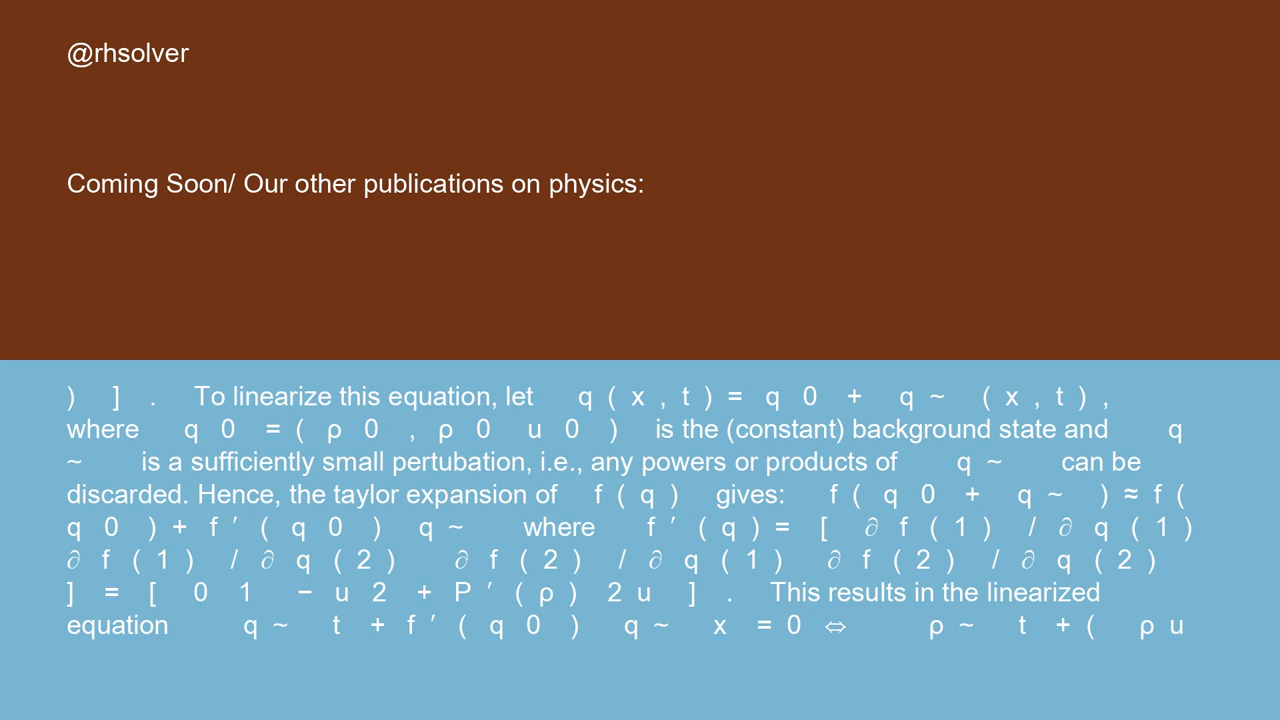 @rhsolver
Coming Soon/ Our other publications on physics:
) ] . To linearize this equation, let q ( x , t ) = q 0 + q ~ ( x , t ) ,
where q 0 = ( ρ 0 , ρ 0 u 0 ) is the (constant) background state and q
~ is a sufficiently small pertubation, i.e., any powers or products of q ~ can be
discarded. Hence, the taylor expansion of f ( q ) gives: f ( q 0 + q ~ ) ≈ f (
q 0 ) + f ′ ( q 0 ) q ~ where f ′ ( q ) = [ ∂ f ( 1 ) / ∂ q ( 1 )
∂ f ( 1 ) / ∂ q ( 2 ) ∂ f ( 2 ) / ∂ q ( 1 ) ∂ f ( 2 ) / ∂ q ( 2 )
] = [ 0 1 − u 2 + P ′ ( ρ ) 2 u ] . This results in the linearized
equation q ~ t + f ′ ( q 0 ) q ~ x = 0 ⇔ ρ ~ t + ( ρ u